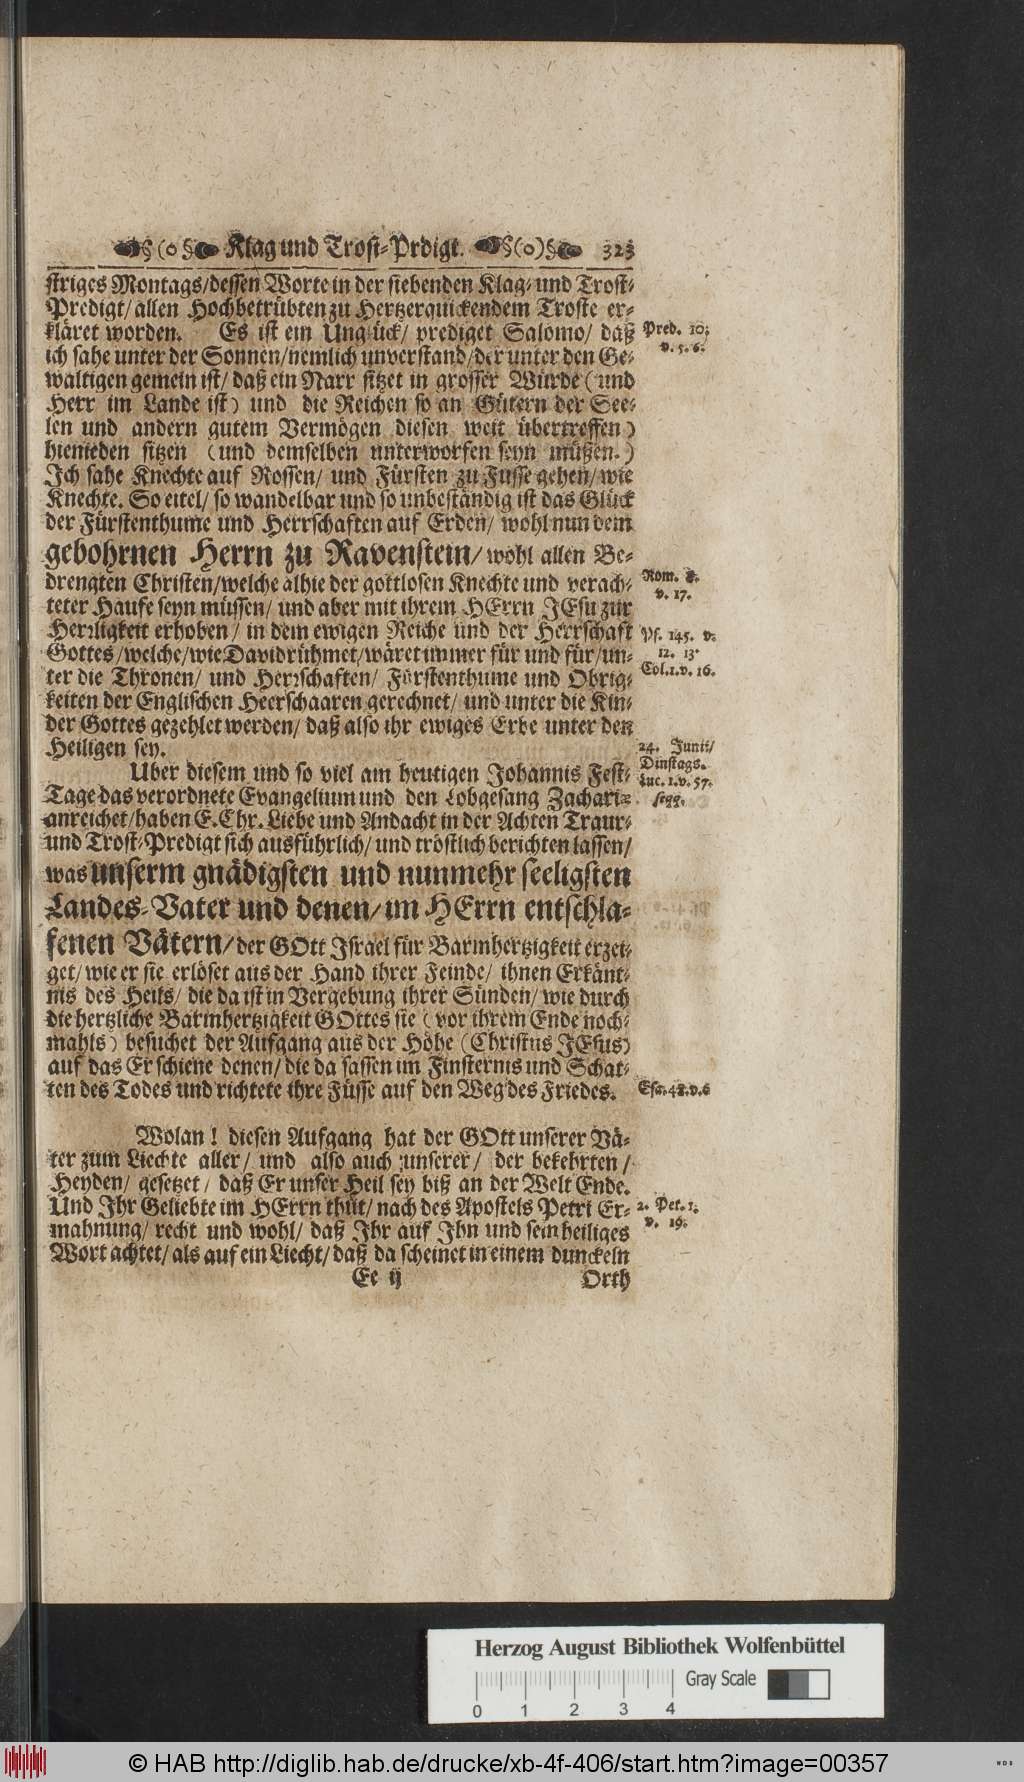 §(o§ Klag und Trost-Prdigt. §(o)§ 323
striges Montags/dessen Worte in der siebenden Klag- und Trost-
Predigt/ allen Hochbetrübten zu Hertzerquickendem Troste er-
kläret worden. Es ist ein Unglück/ prediget Salomo/ daß
ich sahe unter der Sonnen/nemlich unverstand/der unter den Ge-
waltigen gemein ist/ daß ein Narr sitzet in grosser Würde (und
Herr im Lande ist) und die Reichen so an Gütern der See-
len und andern gutem Vermögen diesen weit übertreffen)
hienieden sitzen (und demselben unterworfen seyn müßen.)
Ich sahe Knechte auf Rossen/ und Fürsten zu Fusse gehen/ wie
Knechte. So eitel/ so wandelbar und so unbeständig ist das Glück
der Fürstenthume und Herrschaften auf Erden/ wohl nun dem
gebohrnen Herrn zu Ravenstein/ wohl allen Be-
drengten Christen/welche alhie der gottlosen Knechte und verach-
teter Haufe seyn müssen/ und aber mit ihrem HErrn JEsu zur
Herrligkeit erhoben/ in dem ewigen Reiche und der Herrschaft
Gottes/welche/wie David rühmet/wäret immer für und für/un-
ter die Thronen/ und Herrschaften/ Fürstenthume und Obrig-
keiten der Englischen Heerschaaren gerechnet/ und unter die Kin-
der Gottes gezehlet werden/ daß also ihr ewiges Erbe unter den
Heiligen sey.
Uber diesem und so viel am heutigen Johannis Fest-
Tage das verordnete Evangelium und den Lobgesang Zachari-
an reichet/haben E. Chr. Liebe und Andacht in der Achten Traur-
und Trost-Predigt sich ausführlich/ und tröstlich berichten lassen/
was unserm gnädigsten und nunmehr seeligsten
Landes-Vater und denen/ im HErrn entschla-
fenen Vätern/ der GOtt Israel für Barmhertzigkeit erzei-
get/ wie er sie erlöset aus der Hand ihrer Feinde/ ihnen Erkänt-
nis des Heils/ die da ist in Vergebung ihrer Sünden/ wie durch
die hertzliche Barmhertzigkeit GOttes sie (vor ihrem Ende noch-
mahls) besuchet der Aufgang aus der Höhe (Christus JEsus)
auf das Er schiene denen/ die da sassen im Finsternis und Schat-
ten des Todes und richtete ihre Füsse auf den Weg des Friedes.
Wolan! diesen Aufgang hat der GOtt unserer Vä-
ter zum Liechte aller/ und also auch unserer/ der bekehrten/
Heyden/ gesetzet/ daß Er unser Heil sey biß an der Welt Ende.
Und Ihr Geliebte im HErrn thut/ nach des Apostels Petri Er-
mahnung/ recht und wohl/ daß Ihr auf Ihn und sein heiliges
Wort achtet/ als auf ein Liecht/ daß da scheinet in einem dunckeln
Ee ij Orth
Pred. 10.
v. 5. 6.
Rom. 8.
v. 17.
Ps. 145. v.
12. 13.
Col. 1. v. 16.
24. Junii/
Dinstags.
Luc. 1. v. 57.
seqq.
Esa. 42. v. 6
2. Pet. 1.
v. 19.
Herzog August Bibliothek Wolfenbüttel
0 1 2 3 4 Gray Scale
© HAB http://diglib.hab.de/drucke/xb-4f-406/start.htm?image=00357